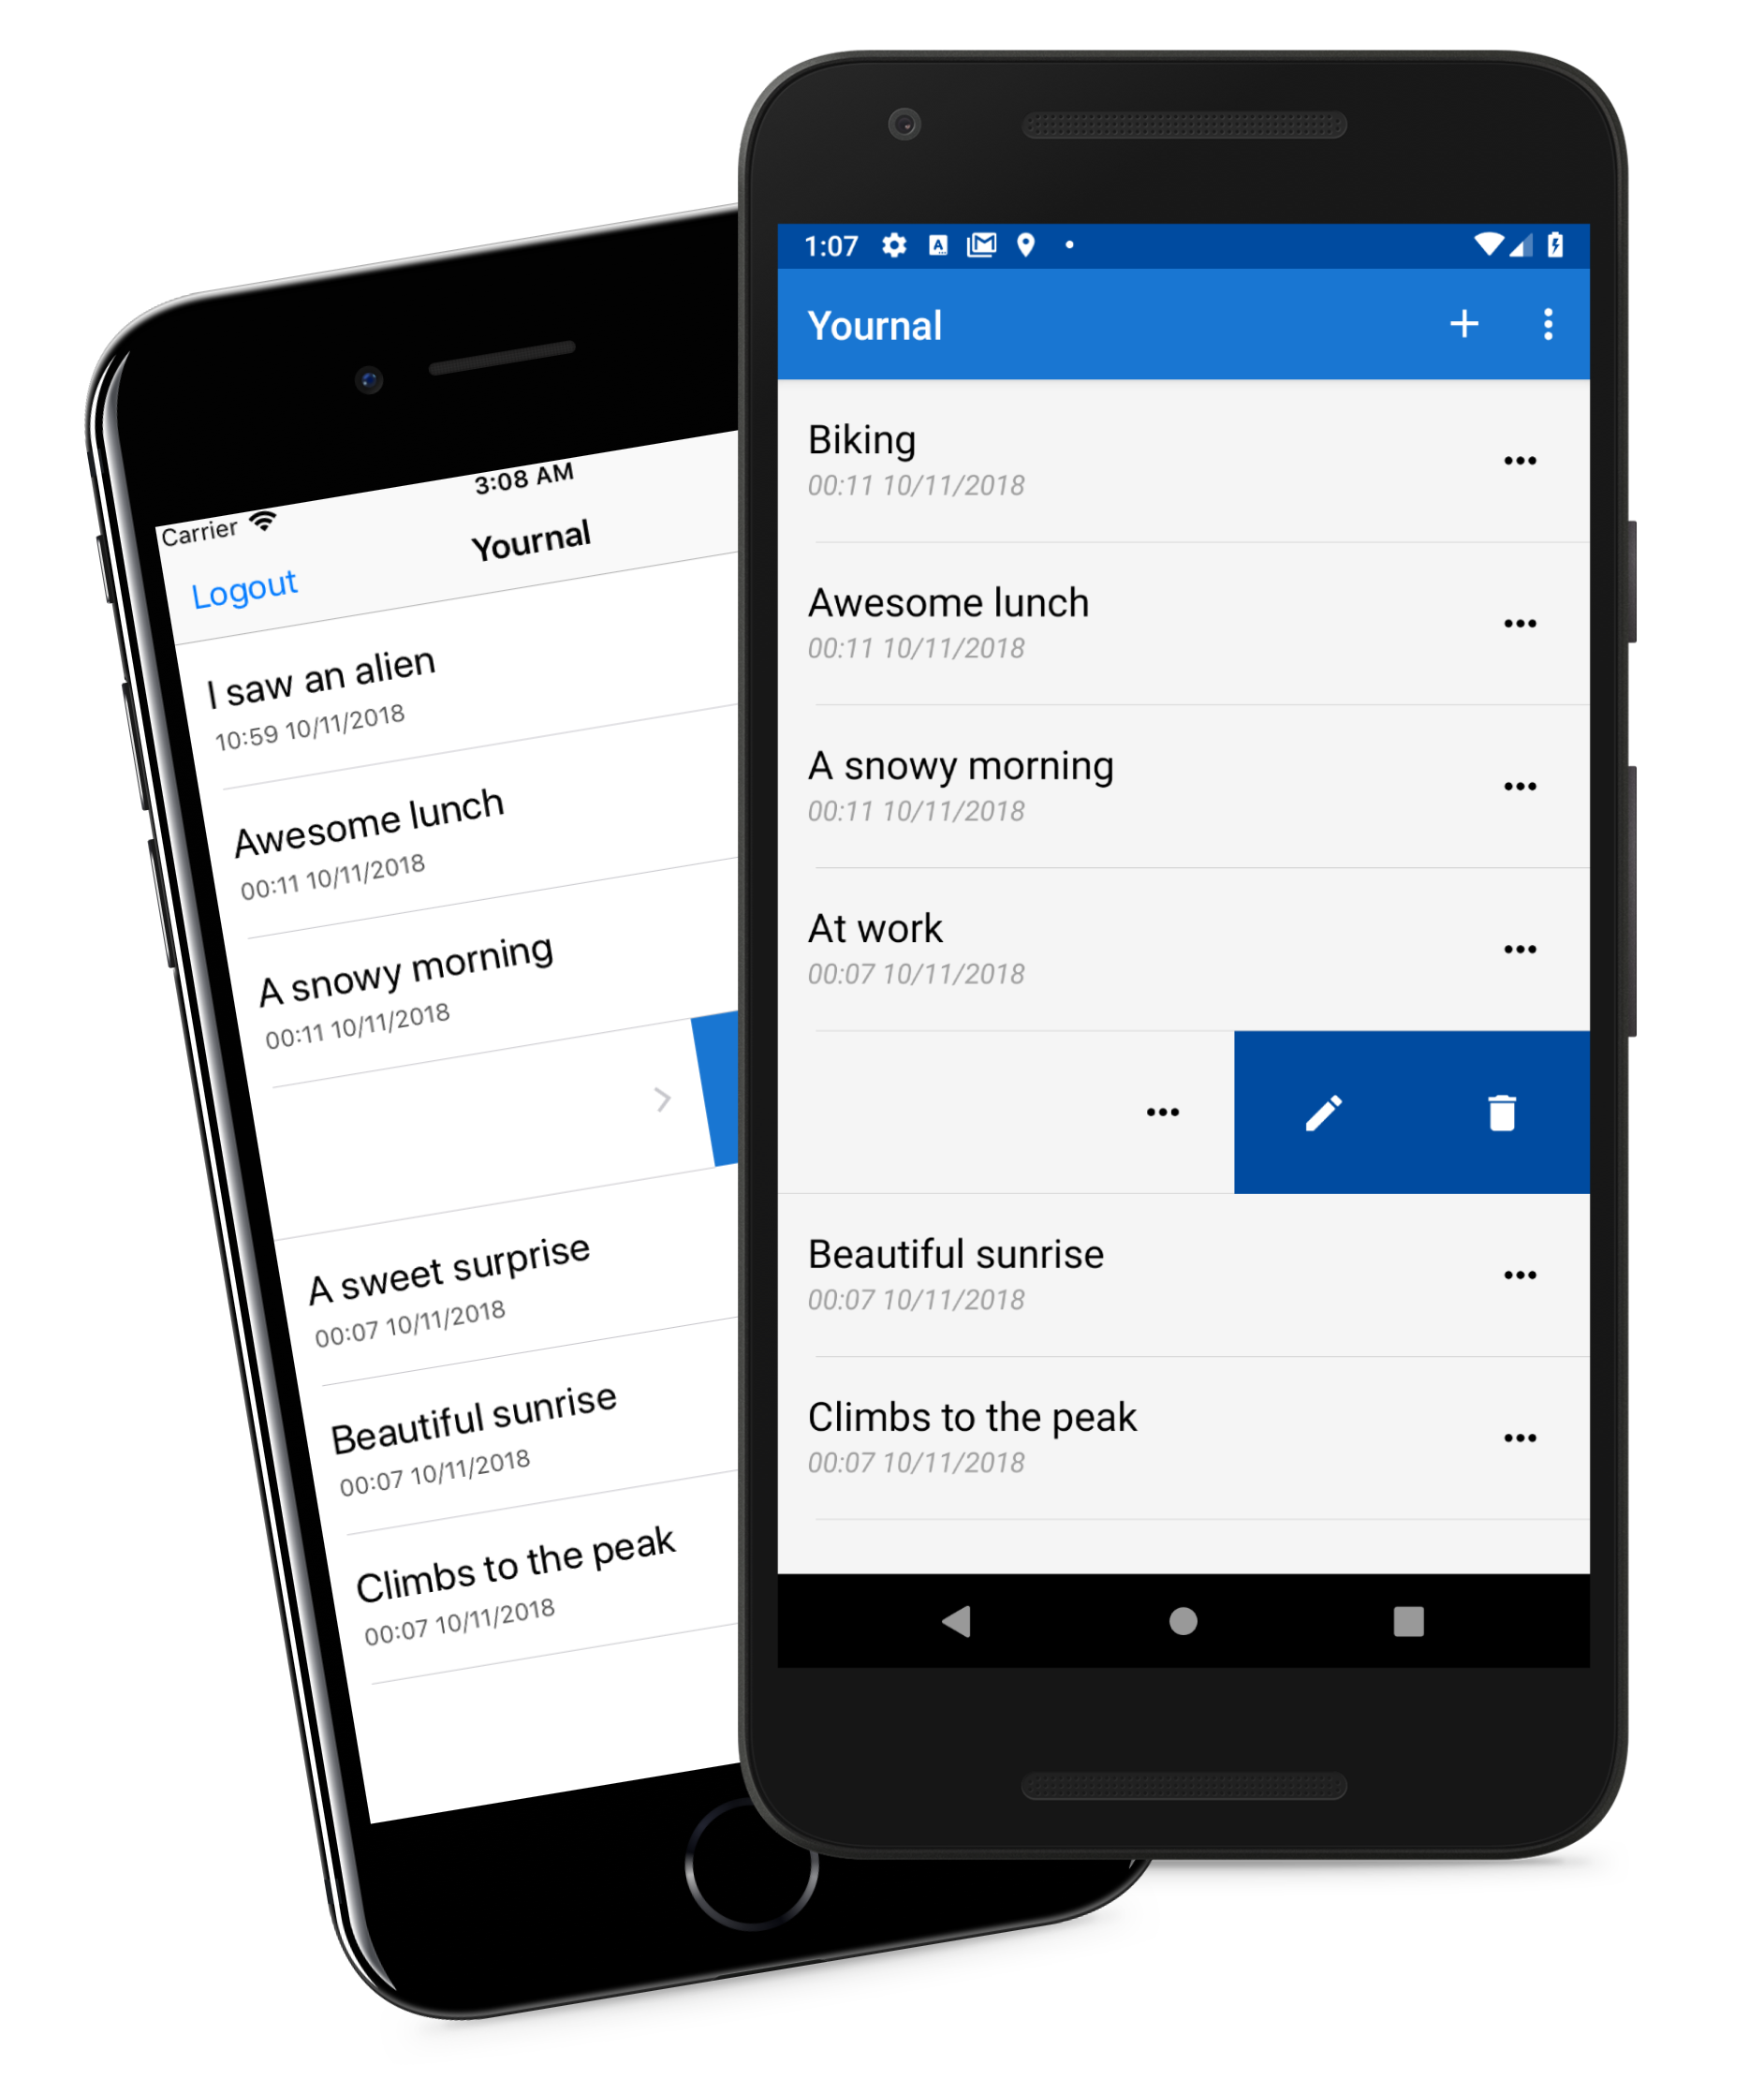 3:08 AM
Carrier
Yournal
Logout
I saw an alien
10:59 10/11/2018
Awesome lunch
00:11 10/11/2018
A snowy morning
00:11 10/11/2018
A sweet surprise
00:07 10/11/2018
Beautiful sunrise
00:07 10/11/2018
Climbs to the peak
00:07 10/11/2018
1:07 A
Yournal
Biking
00:11 10/11/2018
Awesome lunch
00:11 10/11/2018
A snowy morning
00:11 10/11/2018
At work
00:07 10/11/2018
Beautiful sunrise
00:07 10/11/2018
Climbs to the peak
00:07 10/11/2018